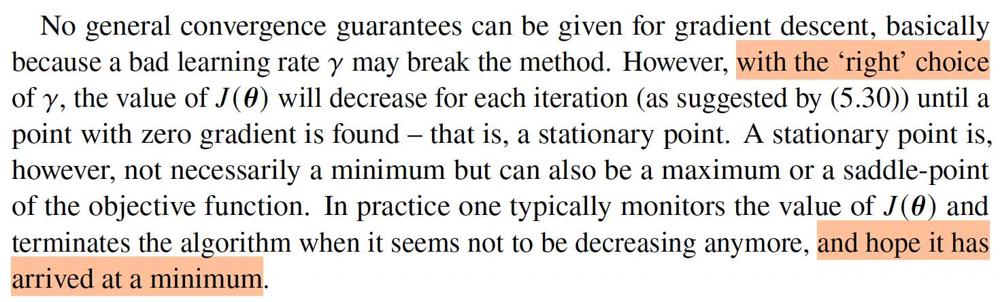 No general convergence guarantees can be given for gradient descent, basically
because a bad learning rate γ may break the method. However, with the ‘right’ choice
of γ, the value of J(θ) will decrease for each iteration (as suggested by (5.30)) until a
point with zero gradient is found – that is, a stationary point. A stationary point is,
however, not necessarily a minimum but can also be a maximum or a saddle-point
of the objective function. In practice one typically monitors the value of J(θ) and
terminates the algorithm when it seems not to be decreasing anymore, and hope it has
arrived at a minimum.